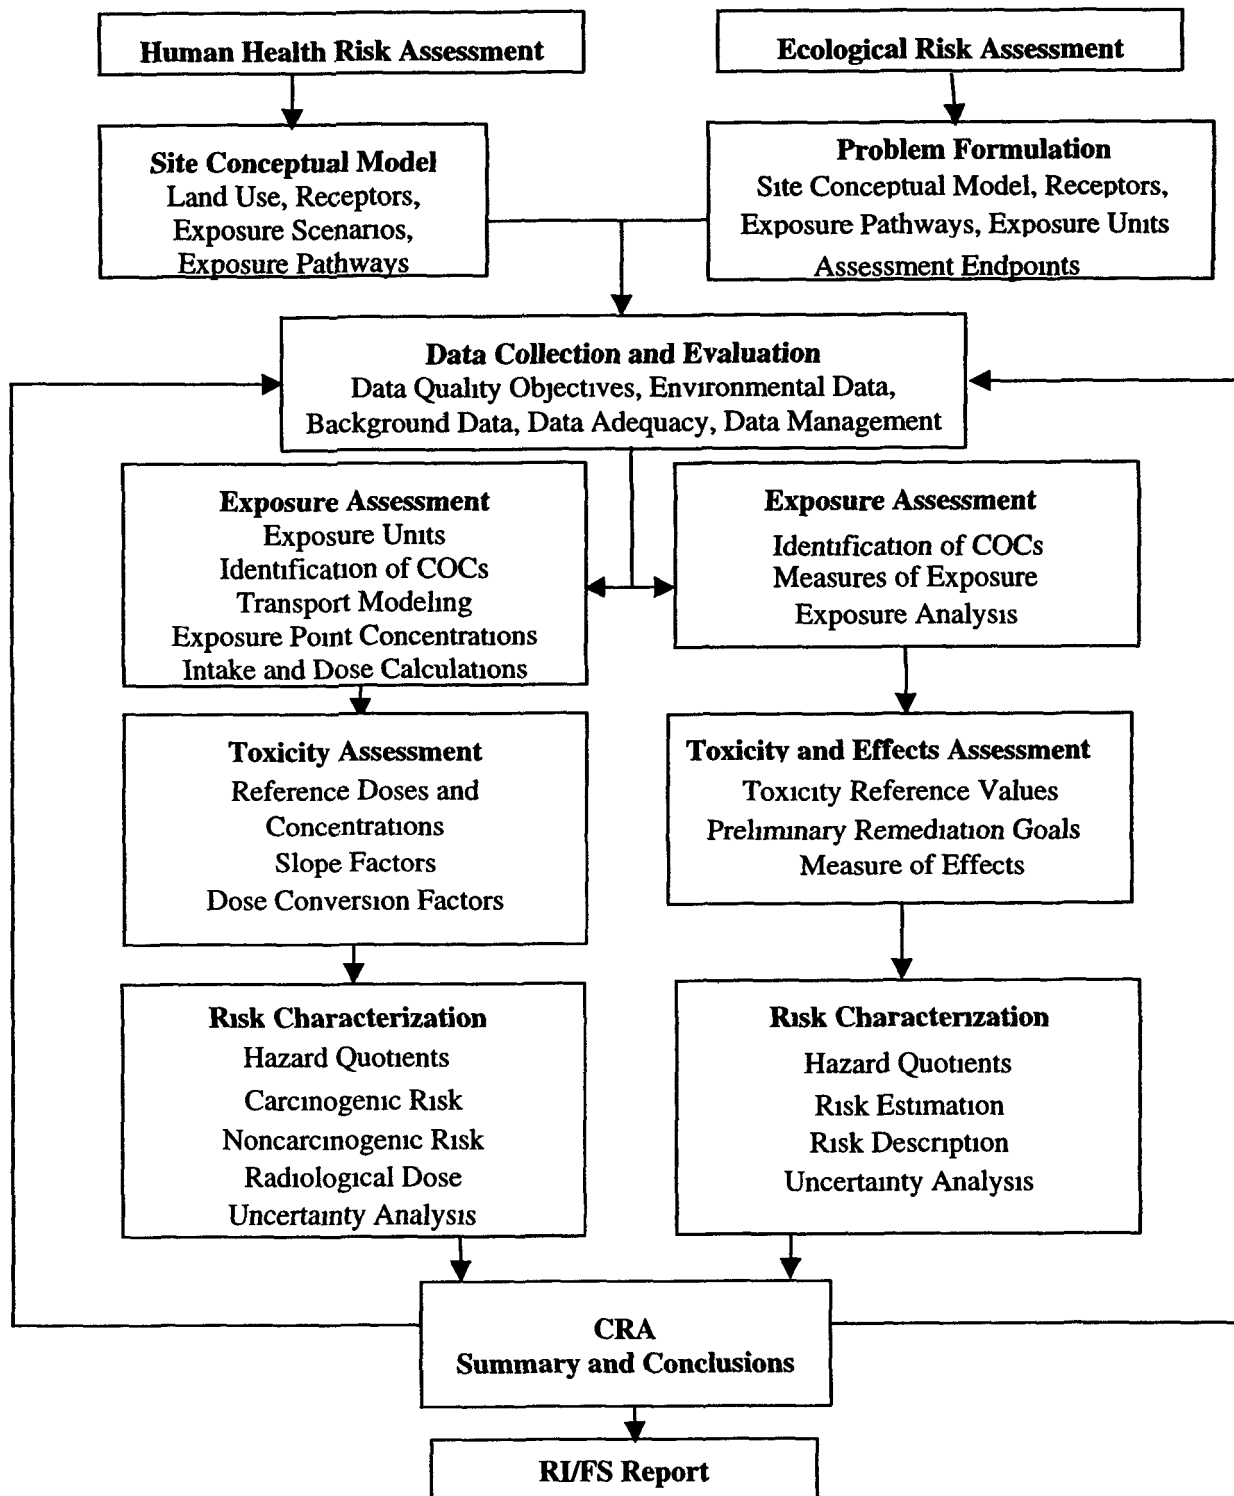 Human Health Risk Assessment
Ecological Risk Assessment
Site Conceptual Model
Land Use, Receptors,
Exposure Scenarios,
Exposure Pathways
Problem Formulation
Site Conceptual Model, Receptors,
Exposure Pathways, Exposure Units
Assessment Endpoints
Data Collection and Evaluation
Data Quality Objectives, Environmental Data,
Background Data, Data Adequacy, Data Management
Exposure Assessment
Exposure Units
Identification of COCs
Transport Modeling
Exposure Point Concentrations
Intake and Dose Calculations
Exposure Assessment
Identification of COCs
Measures of Exposure
Exposure Analysis
Toxicity Assessment
Reference Doses and
Concentrations
Slope Factors
Dose Conversion Factors
Toxicity and Effects Assessment
Toxicity Reference Values
Preliminary Remediation Goals
Measure of Effects
Risk Characterization
Hazard Quotients
Carcinogenic Risk
Noncarcinogenic Risk
Radiological Dose
Uncertainty Analysis
Risk Characterization
Hazard Quotients
Risk Estimation
Risk Description
Uncertainty Analysis
CRA
Summary and Conclusions
RI/FS Report